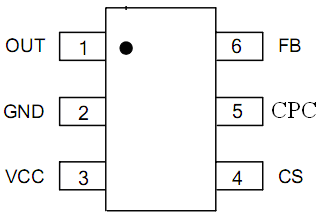 OUT 1 6 FB
GND 2 5 CPC
VCC 3 4 CS